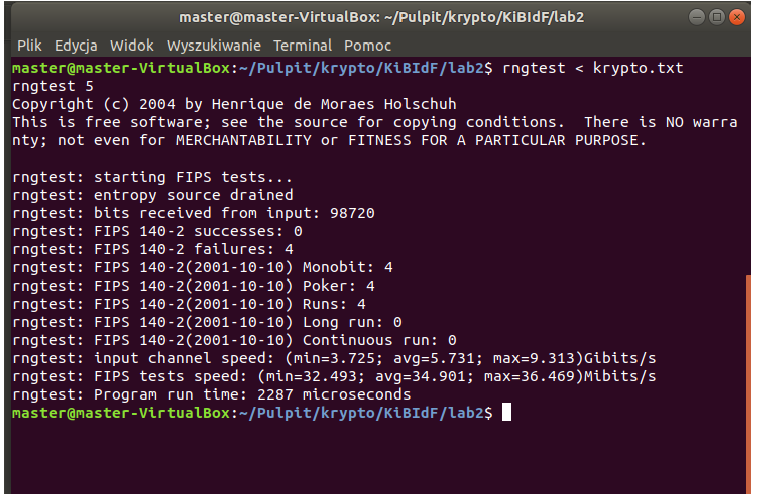 master@master-VirtualBox: ~/Pulpit/krypto/KiBIdF/lab2
Plik Edycja Widok Wyszukiwanie Terminal Pomoc
master@master-VirtualBox:~/Pulpit/krypto/KiBIdF/lab2$ rngtest < krypto.txt
rngtest 5
Copyright (c) 2004 by Henrique de Moraes Holschuh
This is free software; see the source for copying conditions.  There is NO warra
nty; not even for MERCHANTABILITY or FITNESS FOR A PARTICULAR PURPOSE.
rngtest: starting FIPS tests...
rngtest: entropy source drained
rngtest: bits received from input: 98720
rngtest: FIPS 140-2 successes: 0
rngtest: FIPS 140-2 failures: 4
rngtest: FIPS 140-2(2001-10-10) Monobit: 4
rngtest: FIPS 140-2(2001-10-10) Poker: 4
rngtest: FIPS 140-2(2001-10-10) Runs: 4
rngtest: FIPS 140-2(2001-10-10) Long run: 0
rngtest: FIPS 140-2(2001-10-10) Continuous run: 0
rngtest: input channel speed: (min=3.725; avg=5.731; max=9.313)Gibits/s
rngtest: FIPS tests speed: (min=32.493; avg=34.901; max=36.469)Mibits/s
rngtest: Program run time: 2287 microseconds
master@master-VirtualBox:~/Pulpit/krypto/KiBIdF/lab2$